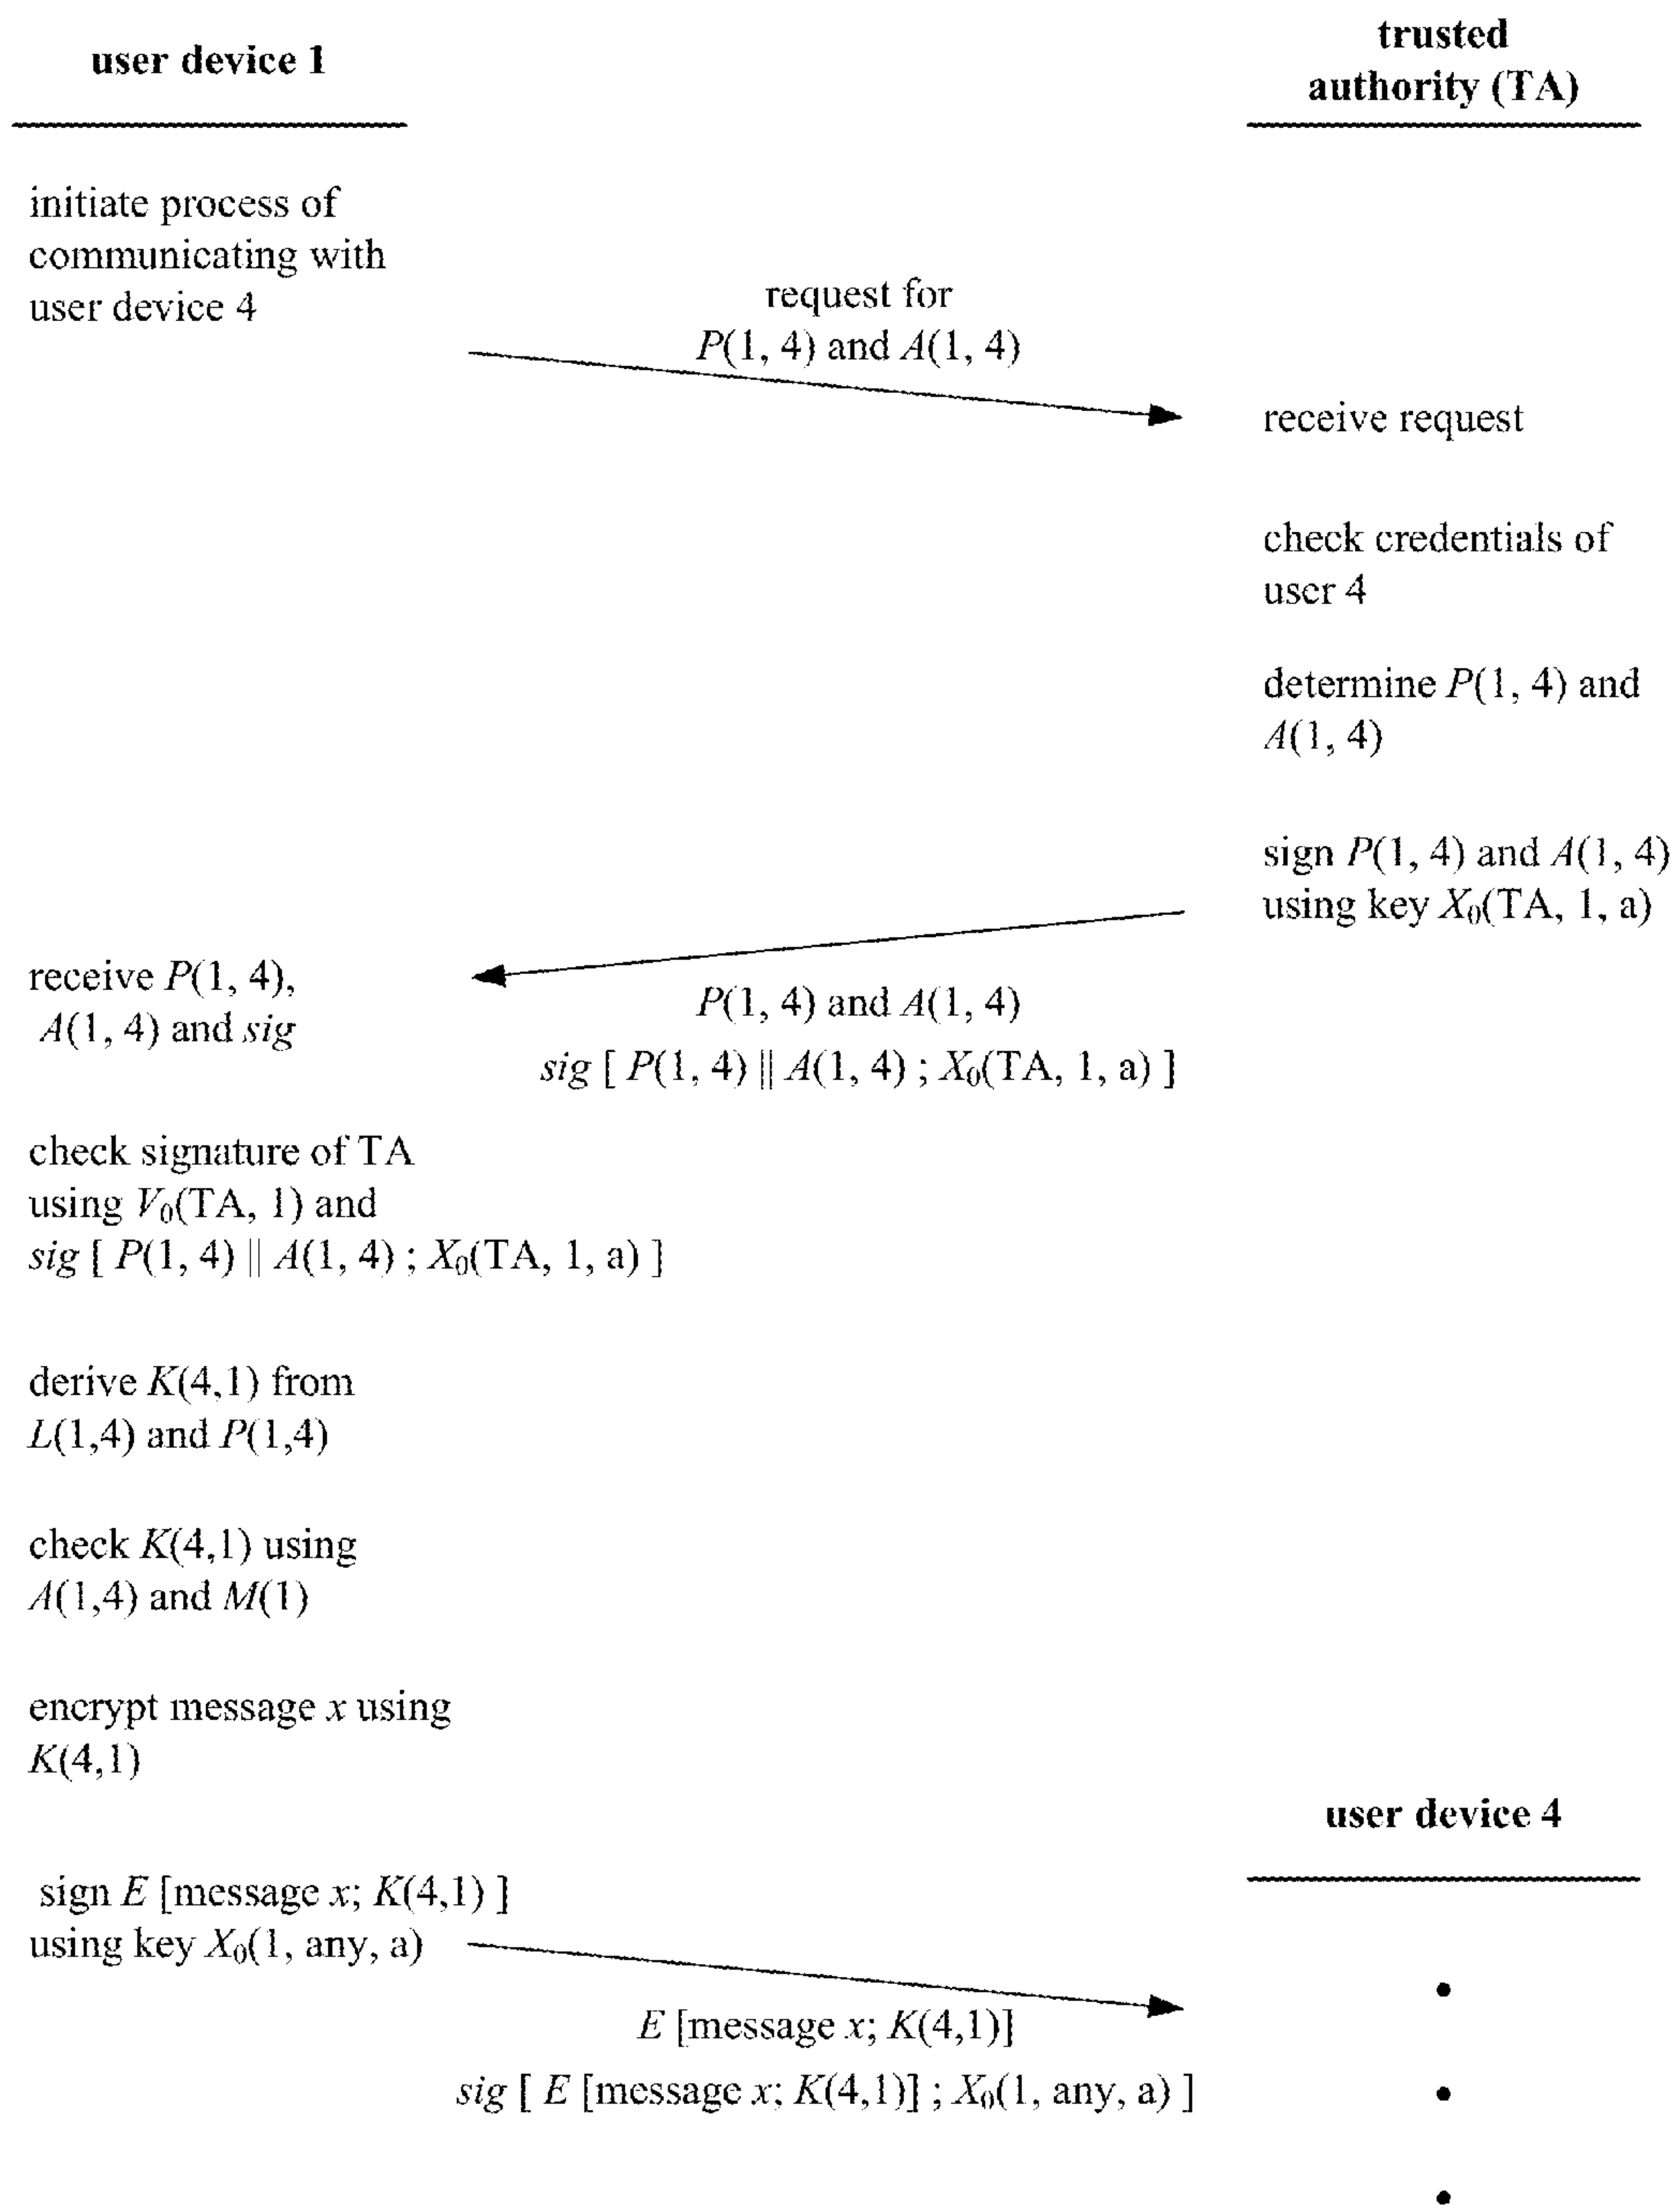 user device 1
trusted
authority (TA)
initiate process of
communicating with
user device 4
request for
P(1, 4) and A(1, 4)
receive request
check credentials of
user 4
determine P(1, 4) and
A(1, 4)
sign P(1, 4) and A(1, 4)
using key X₀(TA, 1, a)
receive P(1, 4),
A(1, 4) and sig
P(1, 4) and A(1, 4)
sig [ P(1, 4) || A(1, 4) ; X₀(TA, 1, a) ]
check signature of TA
using V₀(TA, 1) and
sig [ P(1, 4) || A(1, 4) ; X₀(TA, 1, a) ]
derive K(4,1) from
L(1,4) and P(1,4)
check K(4,1) using
A(1,4) and M(1)
encrypt message x using
K(4,1)
user device 4
sign E [message x; K(4,1) ]
using key X₀(1, any, a)
E [message x; K(4,1)]
sig [ E [message x; K(4,1)] ; X₀(1, any, a) ]